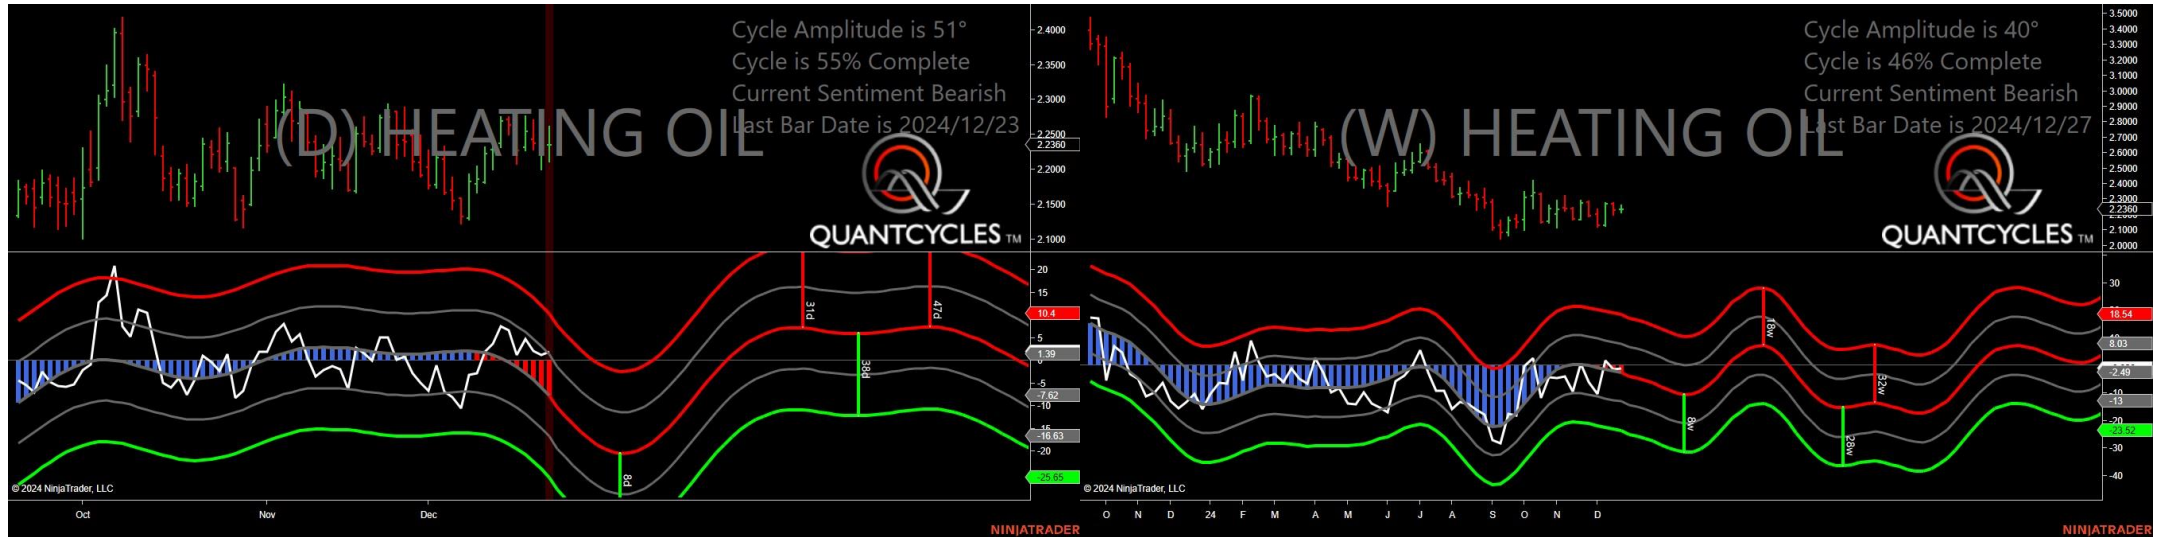 Cycle Amplitude is 51°
Cycle is 55% Complete
Current Sentiment Bearish
Last Bar Date is 2024/12/23
(D) HEATING OIL
QUANTCYCLES TM
2.4000
2.3500
2.3000
2.2500
2.2360
2.2000
2.1500
2.1000
20
15
10.4
5
1.39
-5
-7.62
-10
-15
-16.63
-20
-25.65
31d
47d
38d
8d
© 2024 NinjaTrader, LLC
Oct
Nov
Dec
NINJATRADER
Cycle Amplitude is 40°
Cycle is 46% Complete
Current Sentiment Bearish
Last Bar Date is 2024/12/27
(W) HEATING OIL
QUANTCYCLES TM
3.5000
3.4000
3.3000
3.2000
3.1000
3.0000
2.9000
2.8000
2.7000
2.6000
2.5000
2.4000
2.3000
2.2360
2.1000
2.0000
30
18.54
10
8.03
-2.49
-13
-23.52
-30
-40
18w
32w
8w
28w
© 2024 NinjaTrader, LLC
O N D 24 F M A M J J A S O N D
NINJATRADER